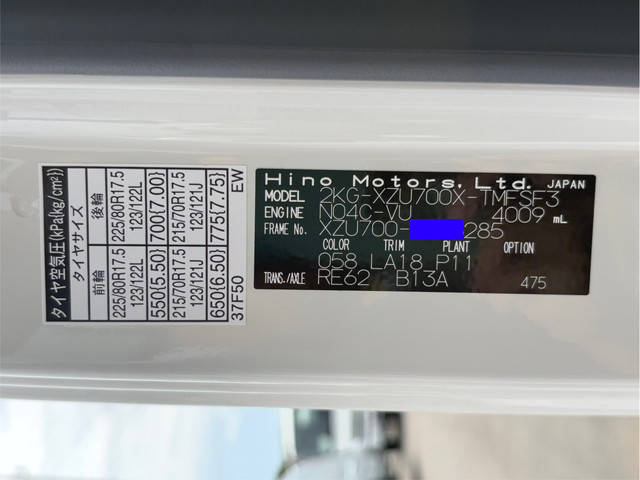 タイヤ空気圧(kPa{kg/cm²})
タイヤサイズ
前輪 後輪
225/80R17.5 225/80R17.5
123/122L 123/122L
550{5.50} 700{7.00}
215/70R17.5 215/70R17.5
123/121J 123/121J
650{6.50} 775{7.75}
37F50 EW
Hino Motors, Ltd. JAPAN
MODEL 2KG-XZU700X-TMFSF3
ENGINE N04C-VU 4009 mL
FRAME No. XZU700- 285
COLOR TRIM PLANT OPTION
058 LA18 P11
TRANS./AXLE RE62 B13A 475